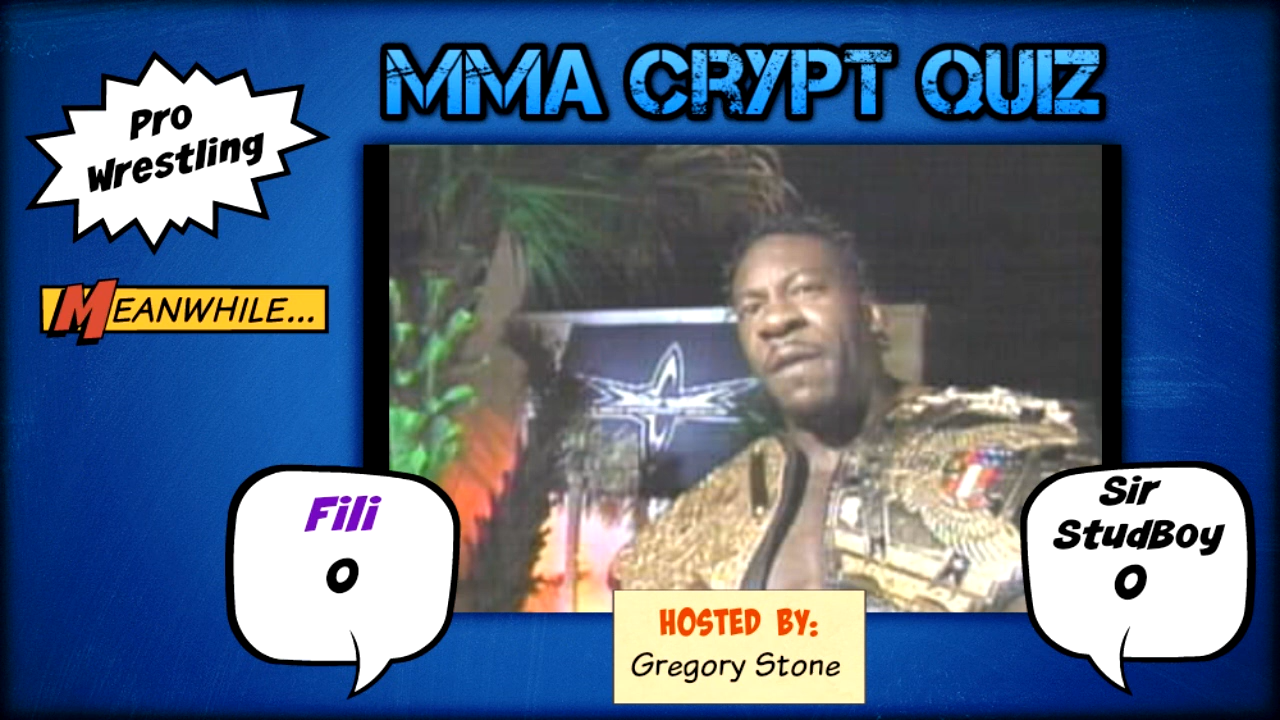 MMA CRYPT QUIZ
Pro
Wrestling
MEANWHILE...
Fili
0
Sir
StudBoy
0
HOSTED BY:
Gregory Stone